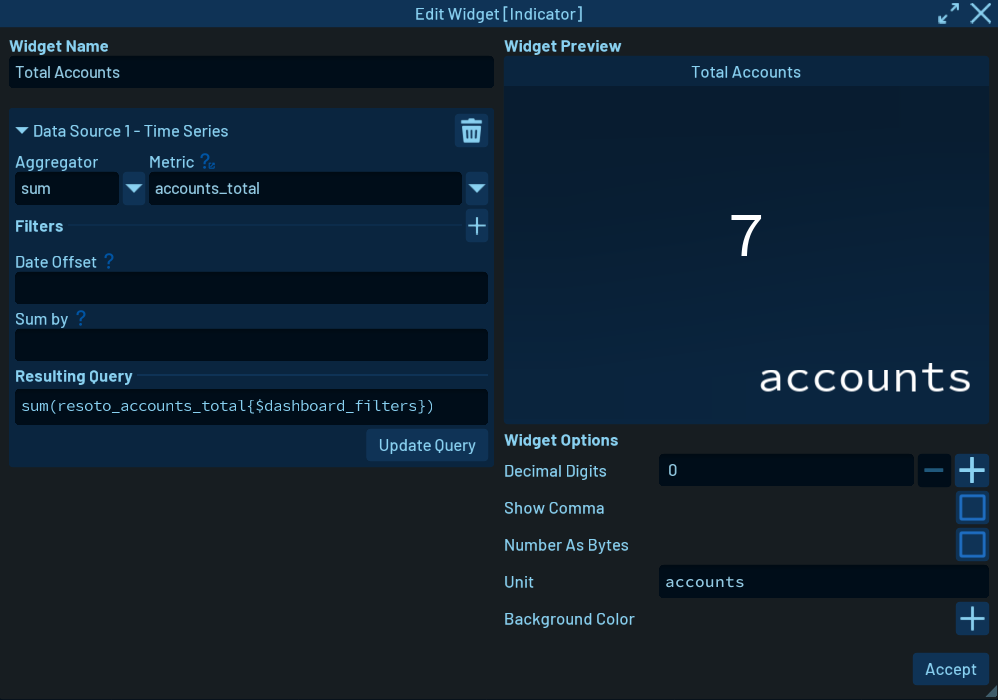 Edit Widget [Indicator]
Widget Name
Total Accounts
Data Source 1 - Time Series
Aggregator
Metric ?
sum
accounts_total
Filters
Date Offset ?
Sum by ?
Resulting Query
sum(resoto_accounts_total{$dashboard_filters})
Update Query
Widget Preview
Total Accounts
7
accounts
Widget Options
Decimal Digits
0
Show Comma
Number As Bytes
Unit
accounts
Background Color
Accept